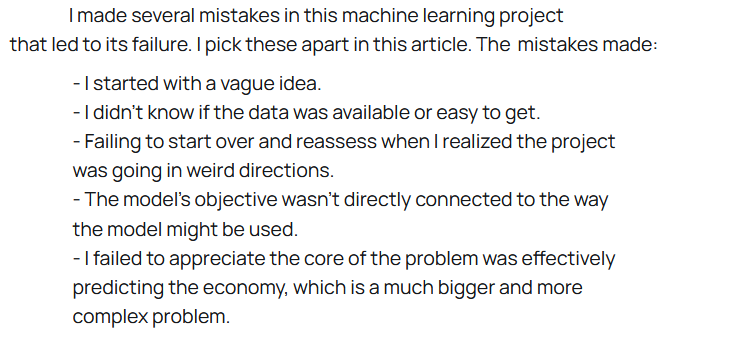 I made several mistakes in this machine learning project
that led to its failure. I pick these apart in this article. The mistakes made:
- I started with a vague idea.
- I didn't know if the data was available or easy to get.
- Failing to start over and reassess when I realized the project
was going in weird directions.
- The model's objective wasn't directly connected to the way
the model might be used.
- I failed to appreciate the core of the problem was effectively
predicting the economy, which is a much bigger and more
complex problem.